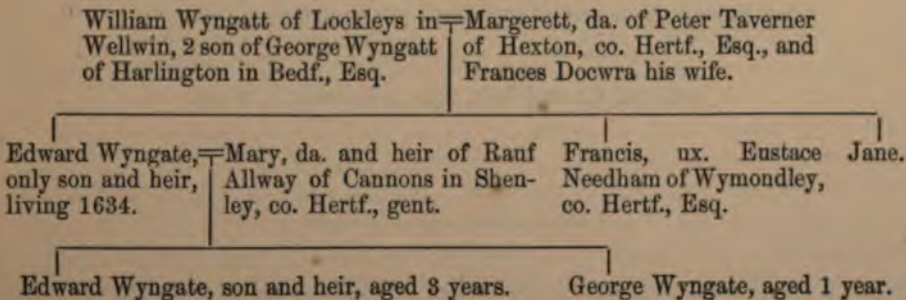 William Wyngatt of Lockleys in
Wellwin, 2 son of George Wyngatt
of Harlington in Bedf., Esq.
Margerett, da. of Peter Taverner
of Hexton, co. Hertf., Esq., and
Frances Docwra his wife.
Edward Wyngate,
only son and heir,
living 1634.
Mary, da. and heir of Rauf
Allway of Cannons in Shen-
ley, co. Hertf., gent.
Francis, ux. Eustace
Needham of Wymondley,
co. Hertf., Esq.
Jane.
Edward Wyngate, son and heir, aged 3 years.
George Wyngate, aged 1 year.